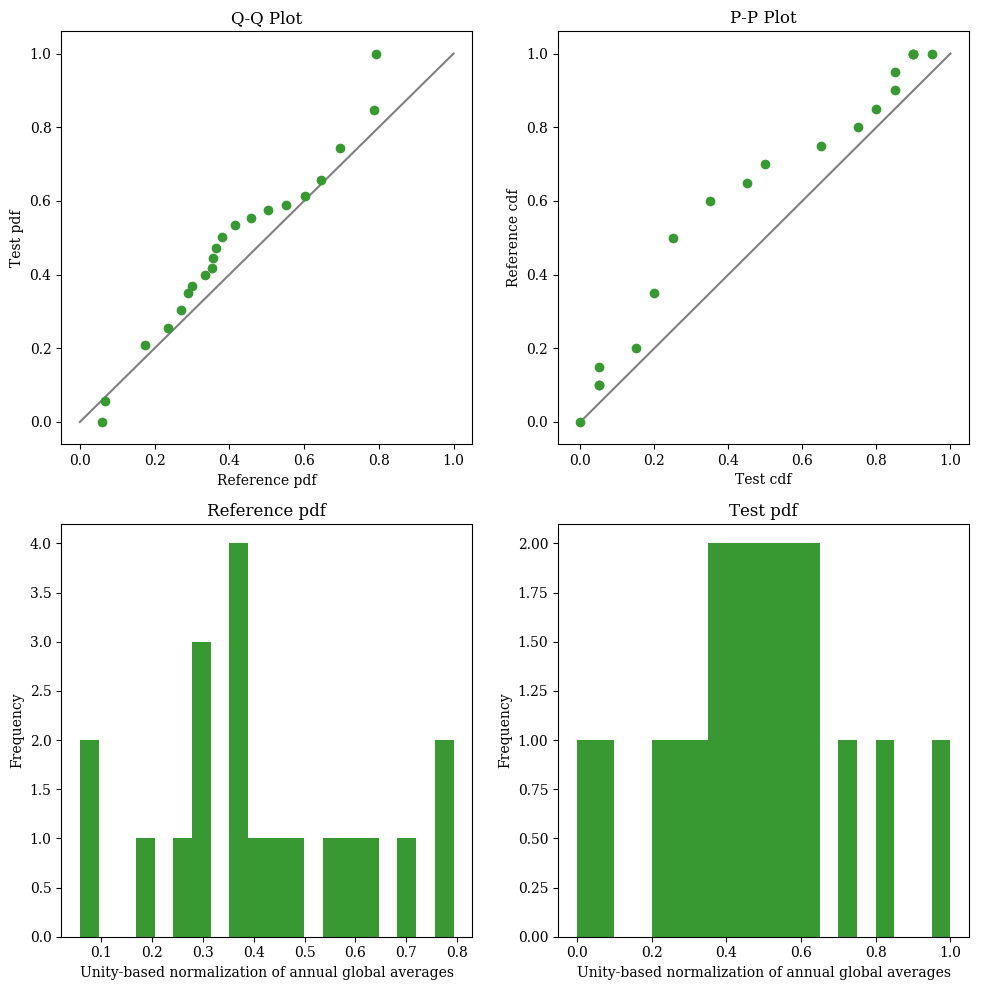 Q-Q Plot
1.0
0.8
0.6
0.4
0.2
0.0
Test pdf
0.0 0.2 0.4 0.6 0.8 1.0
Reference pdf
P-P Plot
1.0
0.8
0.6
0.4
0.2
0.0
Reference cdf
0.0 0.2 0.4 0.6 0.8 1.0
Test cdf
Reference pdf
4.0
3.5
3.0
2.5
2.0
1.5
1.0
0.5
0.0
Frequency
0.1 0.2 0.3 0.4 0.5 0.6 0.7 0.8
Unity-based normalization of annual global averages
Test pdf
2.00
1.75
1.50
1.25
1.00
0.75
0.50
0.25
0.00
Frequency
0.0 0.2 0.4 0.6 0.8 1.0
Unity-based normalization of annual global averages